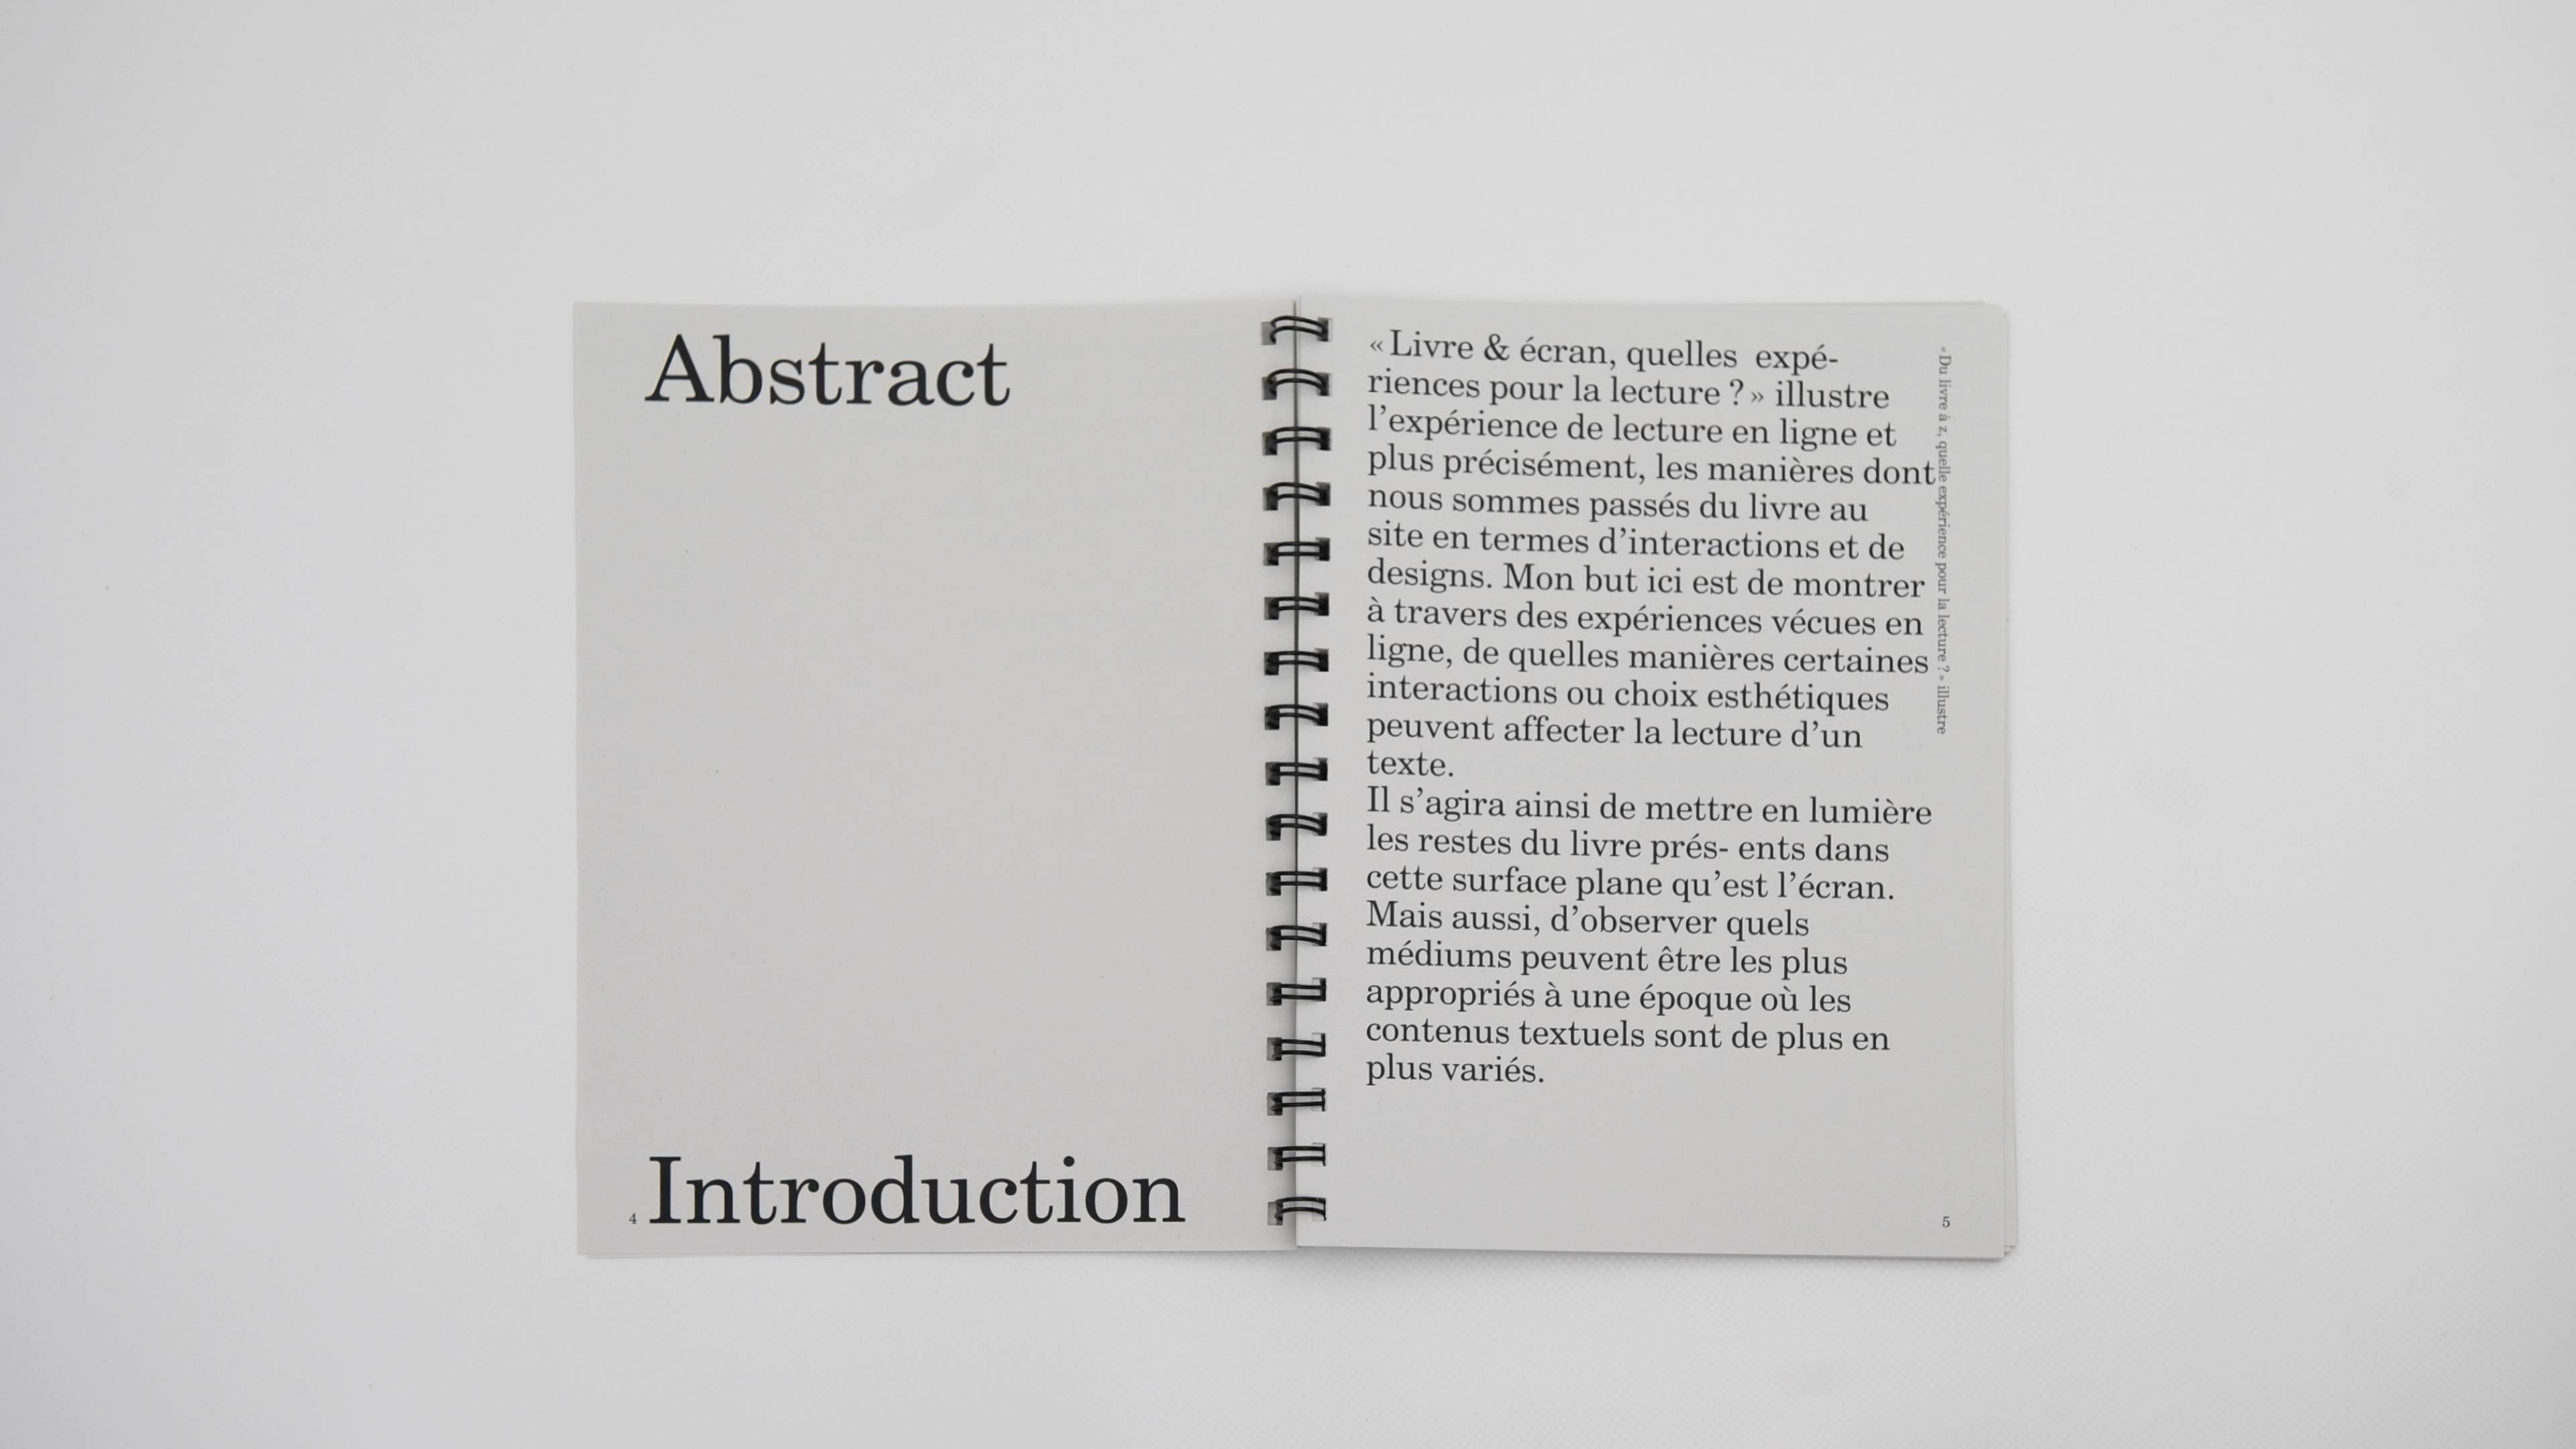 Abstract
4 Introduction
« Livre & écran, quelles  expé-
riences pour la lecture ? » illustre
l’expérience de lecture en ligne et
plus précisément, les manières dont
nous sommes passés du livre au
site en termes d’interactions et de
designs. Mon but ici est de montrer
à travers des expériences vécues en
ligne, de quelles manières certaines
interactions ou choix esthétiques
peuvent affecter la lecture d’un
texte.
Il s’agira ainsi de mettre en lumière
les restes du livre prés- ents dans
cette surface plane qu’est l’écran.
Mais aussi, d’observer quels
médiums peuvent être les plus
appropriés à une époque où les
contenus textuels sont de plus en
plus variés.
« Du livre à z, quelle expérience pour la lecture ? » illustre
5